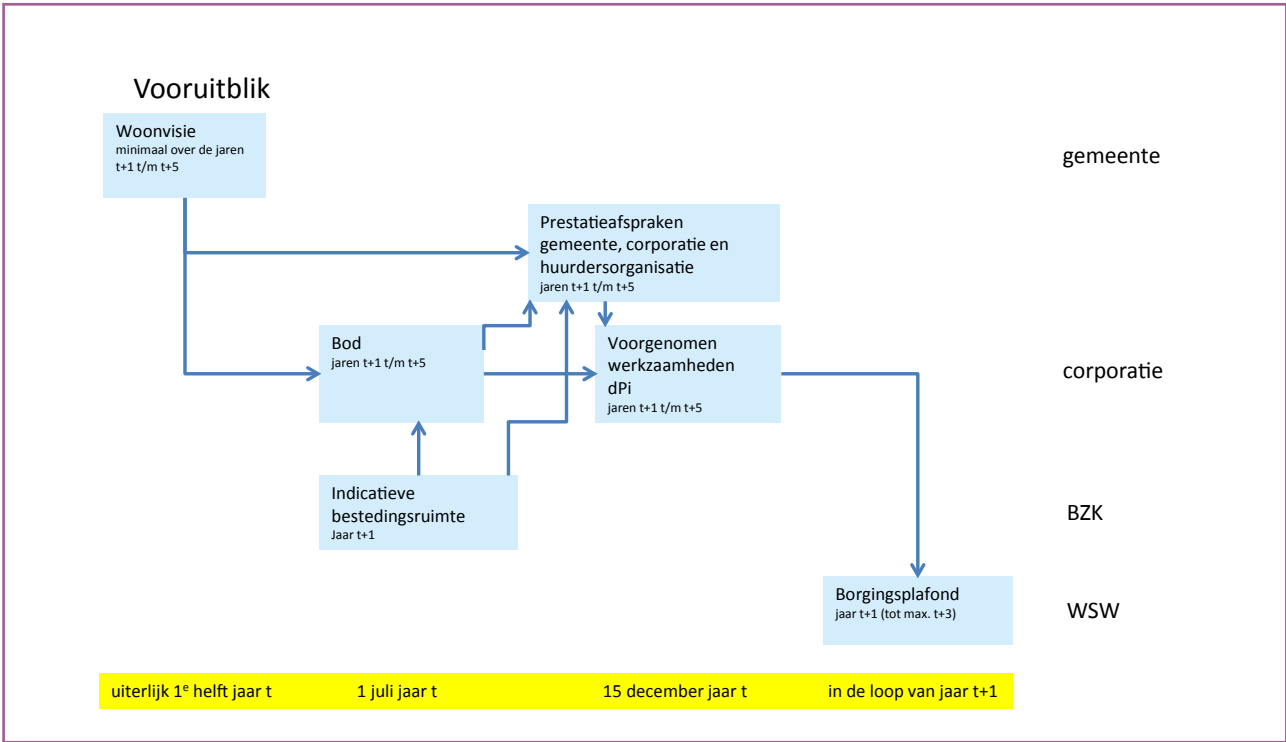 Vooruitblik
Woonvisie
minimaal over de jaren
t+1 t/m t+5
gemeente
Prestatieafspraken
gemeente, corporatie en
huurdersorganisatie
jaren t+1 t/m t+5
Bod
jaren t+1 t/m t+5
Voorgenomen
werkzaamheden
dPi
jaren t+1 t/m t+5
corporatie
Indicatieve
bestedingsruimte
Jaar t+1
BZK
Borgingsplafond
jaar t+1 (tot max. t+3)
WSW
uiterlijk 1e helft jaar t
1 juli jaar t
15 december jaar t
in de loop van jaar t+1